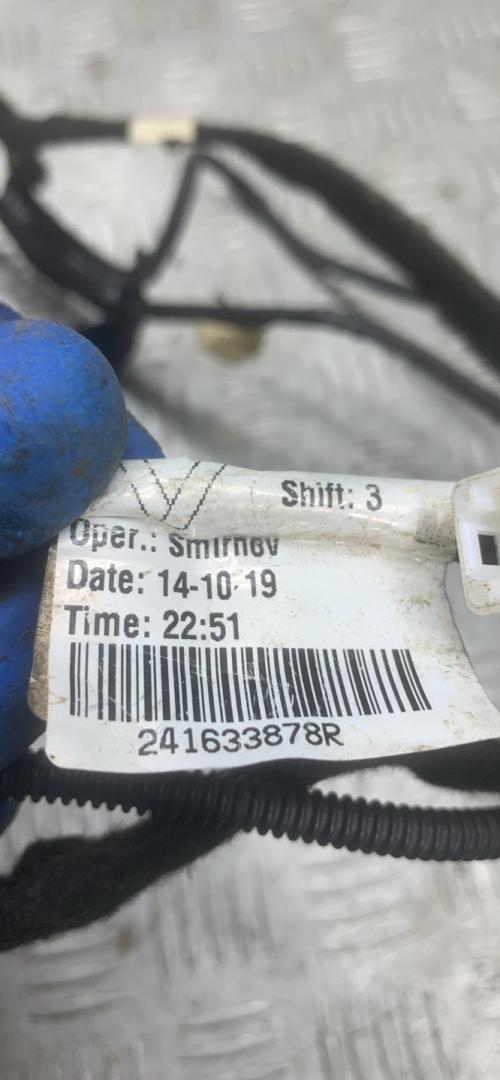 Shift: 3
Oper.: Smirnov
Date: 14-10-19
Time: 22:51
241633878R